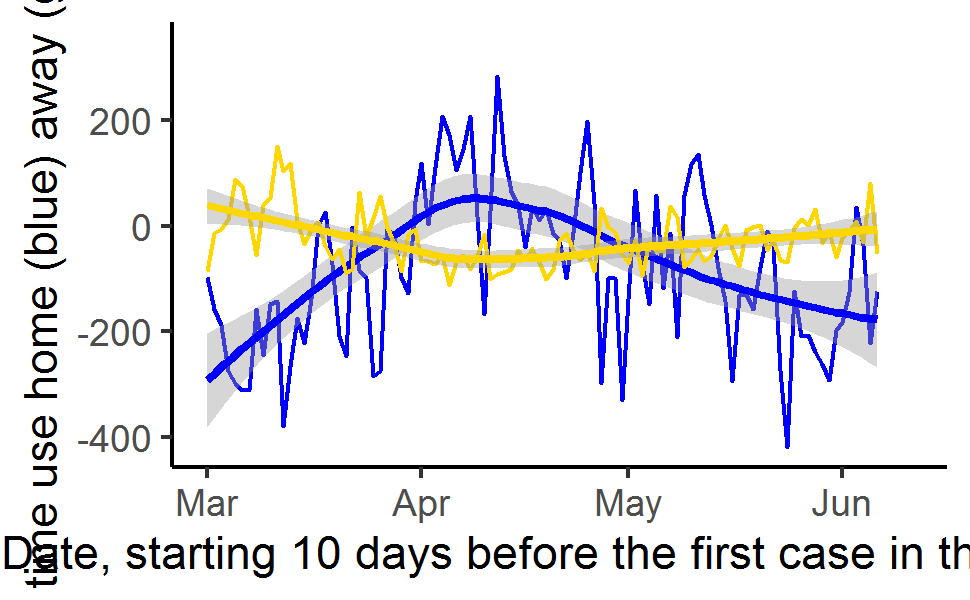 time use home (blue) away (
200
0
-200
-400
Mar Apr May Jun
Date, starting 10 days before the first case in th